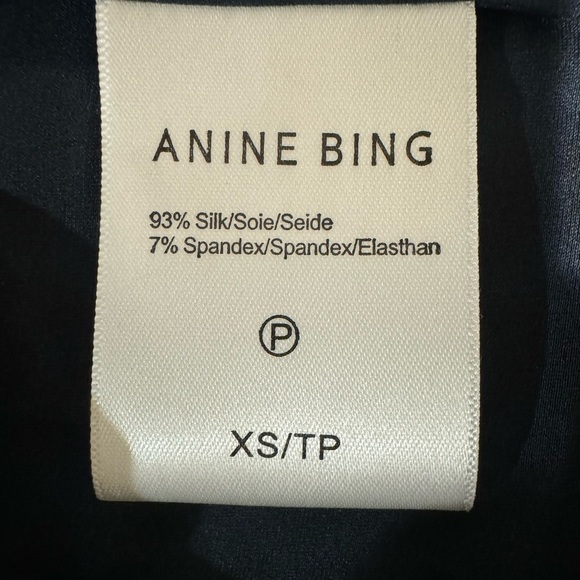 ANINE BING
93% Silk/Soie/Seide
7% Spandex/Spandex/Elasthan
P
XS/TP